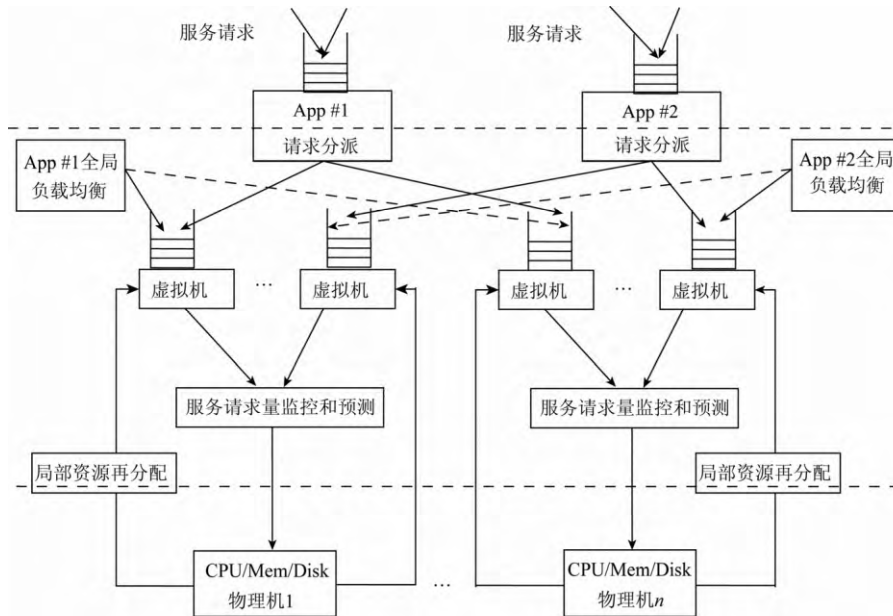 服务请求
服务请求
App #1
请求分派
App #2
请求分派
App #1全局
负载均衡
App #2全局
负载均衡
虚拟机
…
虚拟机
虚拟机
…
虚拟机
服务请求量监控和预测
服务请求量监控和预测
局部资源再分配
局部资源再分配
CPU/Mem/Disk
物理机1
…
CPU/Mem/Disk
物理机n